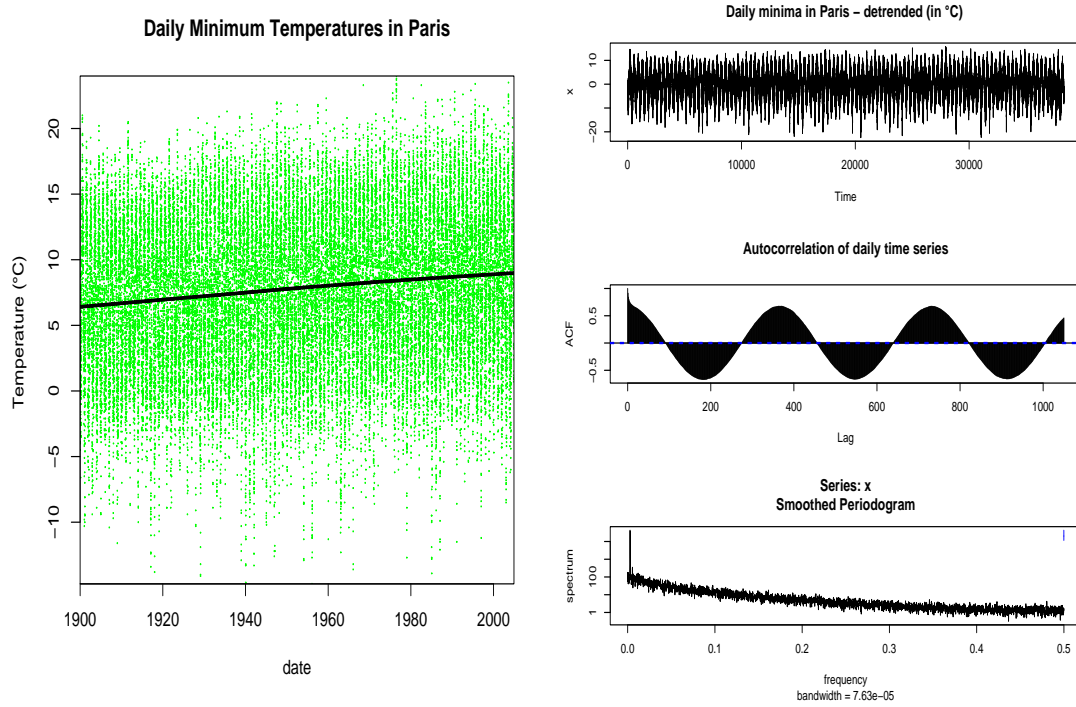 Daily Minimum Temperatures in Paris
Temperature (°C)
20
15
10
5
0
−5
−10
1900
1920
1940
1960
1980
2000
date
Daily minima in Paris − detrended (in °C)
x
10
0
−20
0
10000
20000
30000
Time
Autocorrelation of daily time series
ACF
0.5
−0.5
0
200
400
600
800
1000
Lag
Series: x
Smoothed Periodogram
spectrum
100
1
0.0
0.1
0.2
0.3
0.4
0.5
frequency
bandwidth = 7.63e−05